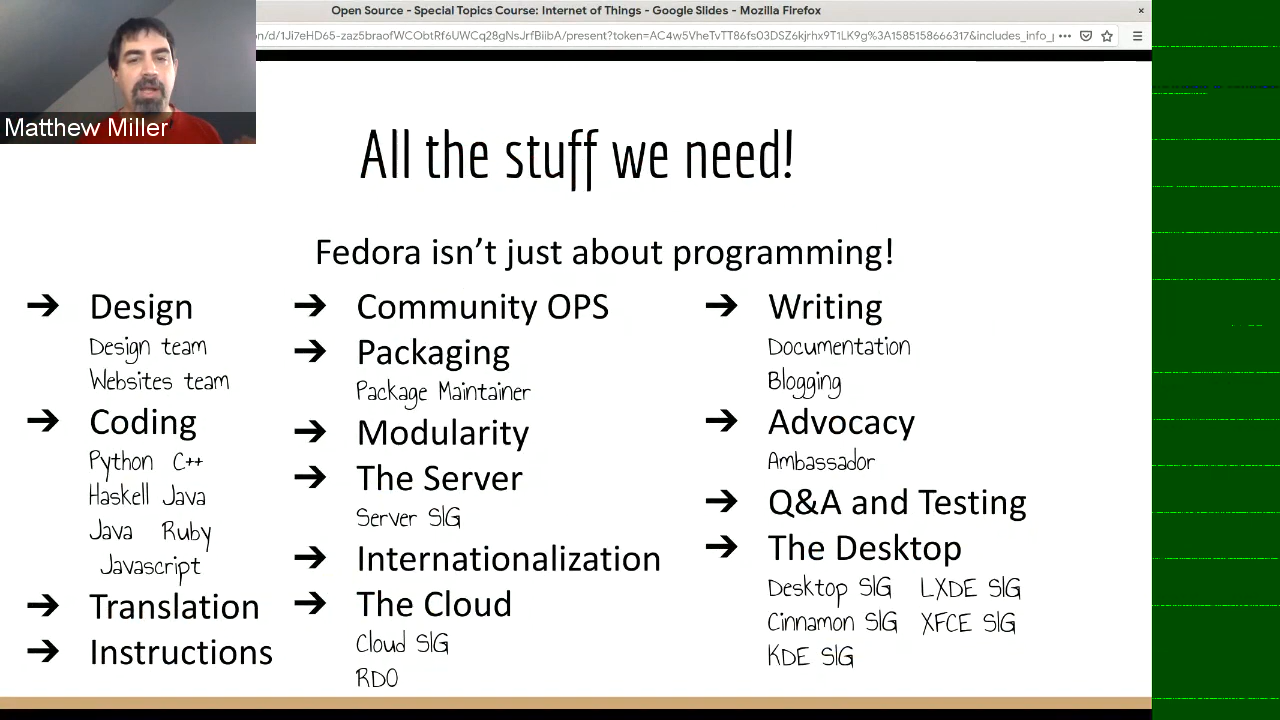 Open Source - Special Topics Course: Internet of Things - Google Slides - Mozilla Firefox
on/d/1Ji7eHD65-zaz5braofWCObtRf6UWCq28gNsJrfBiibA/present?token=AC4w5VheTvTT86fs03DSZ6kjrhx9T1LK9g%3A1585158666317&includes_info_p
Matthew Miller
All the stuff we need!
Fedora isn't just about programming!
➔ Design
Design team
Websites team
➔ Coding
Python C++
Haskell Java
Java Ruby
Javascript
➔ Translation
➔ Instructions
➔ Community OPS
➔ Packaging
Package Maintainer
➔ Modularity
➔ The Server
Server SIG
➔ Internationalization
➔ The Cloud
Cloud SIG
RDO
➔ Writing
Documentation
Blogging
➔ Advocacy
Ambassador
➔ Q&A and Testing
➔ The Desktop
Desktop SIG LXDE SIG
Cinnamon SIG XFCE SIG
KDE SIG